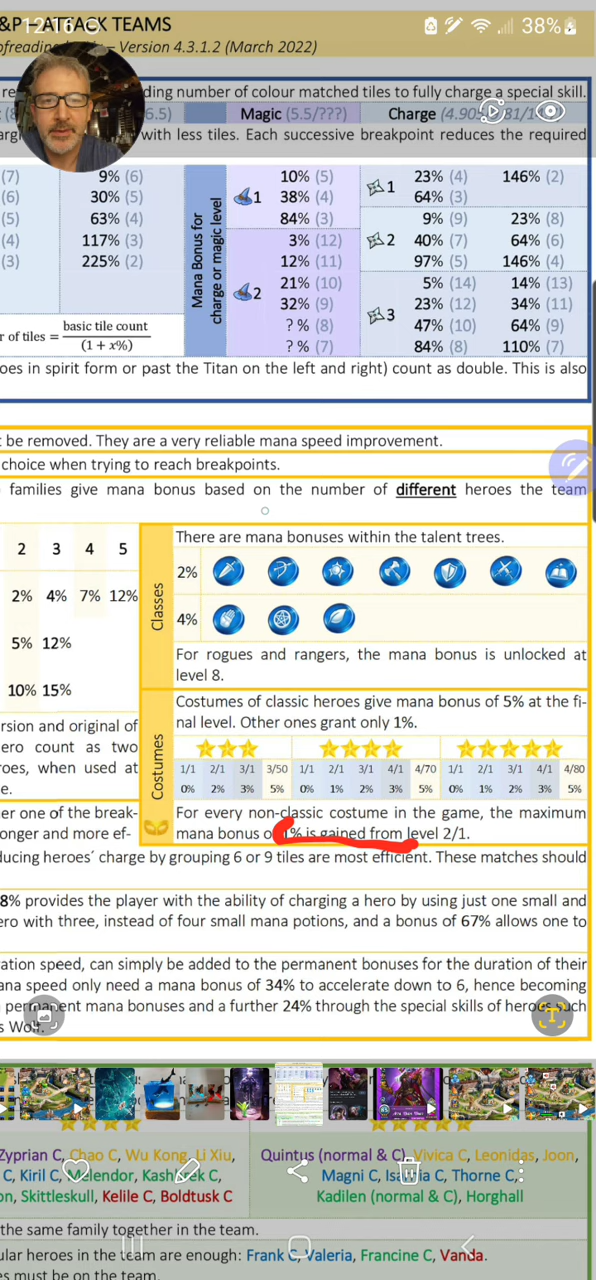 &P – ATTACK TEAMS
12:16
38%
ofreading
– Version 4.3.1.2 (March 2022)
ding number of colour matched tiles to fully charge a special skill.
6.5)
Magic (5.5/???)
Charge
with less tiles. Each successive breakpoint reduces the required
(7) 9% (6)
(6) 30% (5)
(5) 63% (4)
(4) 117% (3)
(3) 225% (2)
r of tiles = basic tile count
(1 + x%)
Mana Bonus for
charge or magic level
1
10% (5)
38% (4)
84% (3)
2
3% (12)
12% (11)
21% (10)
32% (9)
? % (8)
? % (7)
1
23% (4) 146% (2)
64% (3)
2
9% (9) 23% (8)
40% (7) 64% (6)
97% (5) 146% (4)
3
5% (14) 14% (13)
23% (12) 34% (11)
47% (10) 64% (9)
84% (8) 110% (7)
oes in spirit form or past the Titan on the left and right) count as double. This is also
t be removed. They are a very reliable mana speed improvement.
choice when trying to reach breakpoints.
families give mana bonus based on the number of different heroes the team
2 3 4 5
2% 4% 7% 12%
5% 12%
10% 15%
Classes
There are mana bonuses within the talent trees.
2%
4%
For rogues and rangers, the mana bonus is unlocked at
level 8.
rsion and original of
ero count as two
roes, when used at
e.
Costumes
Costumes of classic heroes give mana bonus of 5% at the fi-
nal level. Other ones grant only 1%.
1/1 2/1 3/1 3/50 1/1 2/1 3/1 4/1 4/70 1/1 2/1 3/1 4/1 4/80
0% 2% 3% 5% 0% 1% 2% 3% 5% 0% 1% 2% 3% 5%
er one of the break-
onger and more ef-
For every non-classic costume in the game, the maximum
mana bonus o 1% is gained from level 2/1.
ducing heroes´ charge by grouping 6 or 9 tiles are most efficient. These matches should
8% provides the player with the ability of charging a hero by using just one small and
ero with three, instead of four small mana potions, and a bonus of 67% allows one to
ation speed, can simply be added to the permanent bonuses for the duration of their
ana speed only need a mana bonus of 34% to accelerate down to 6, hence becoming
permanent mana bonuses and a further 24% through the special skills of heroes such
s Wolf.
T
Zyprian C, Chao C, Wu Kong, Li Xiu,
C, Kiril C, Melendor, Kashhrek C,
on, Skittleskull, Kelile C, Boldtusk C
Quintus (normal & C), Vivica C, Leonidas, Joon,
Magni C, Isarnia C, Thorne C,
Kadilen (normal & C), Horghall
the same family together in the team.
ular heroes in the team are enough: Frank C, Valeria, Francine C, Vanda.
es must be on the team.